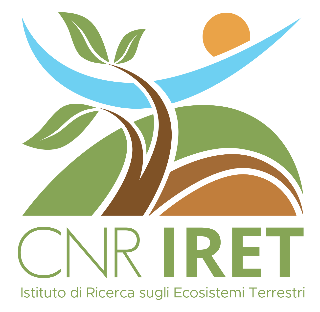 CNR IRET
Istituto di Ricerca sugli Ecosistemi Terrestri